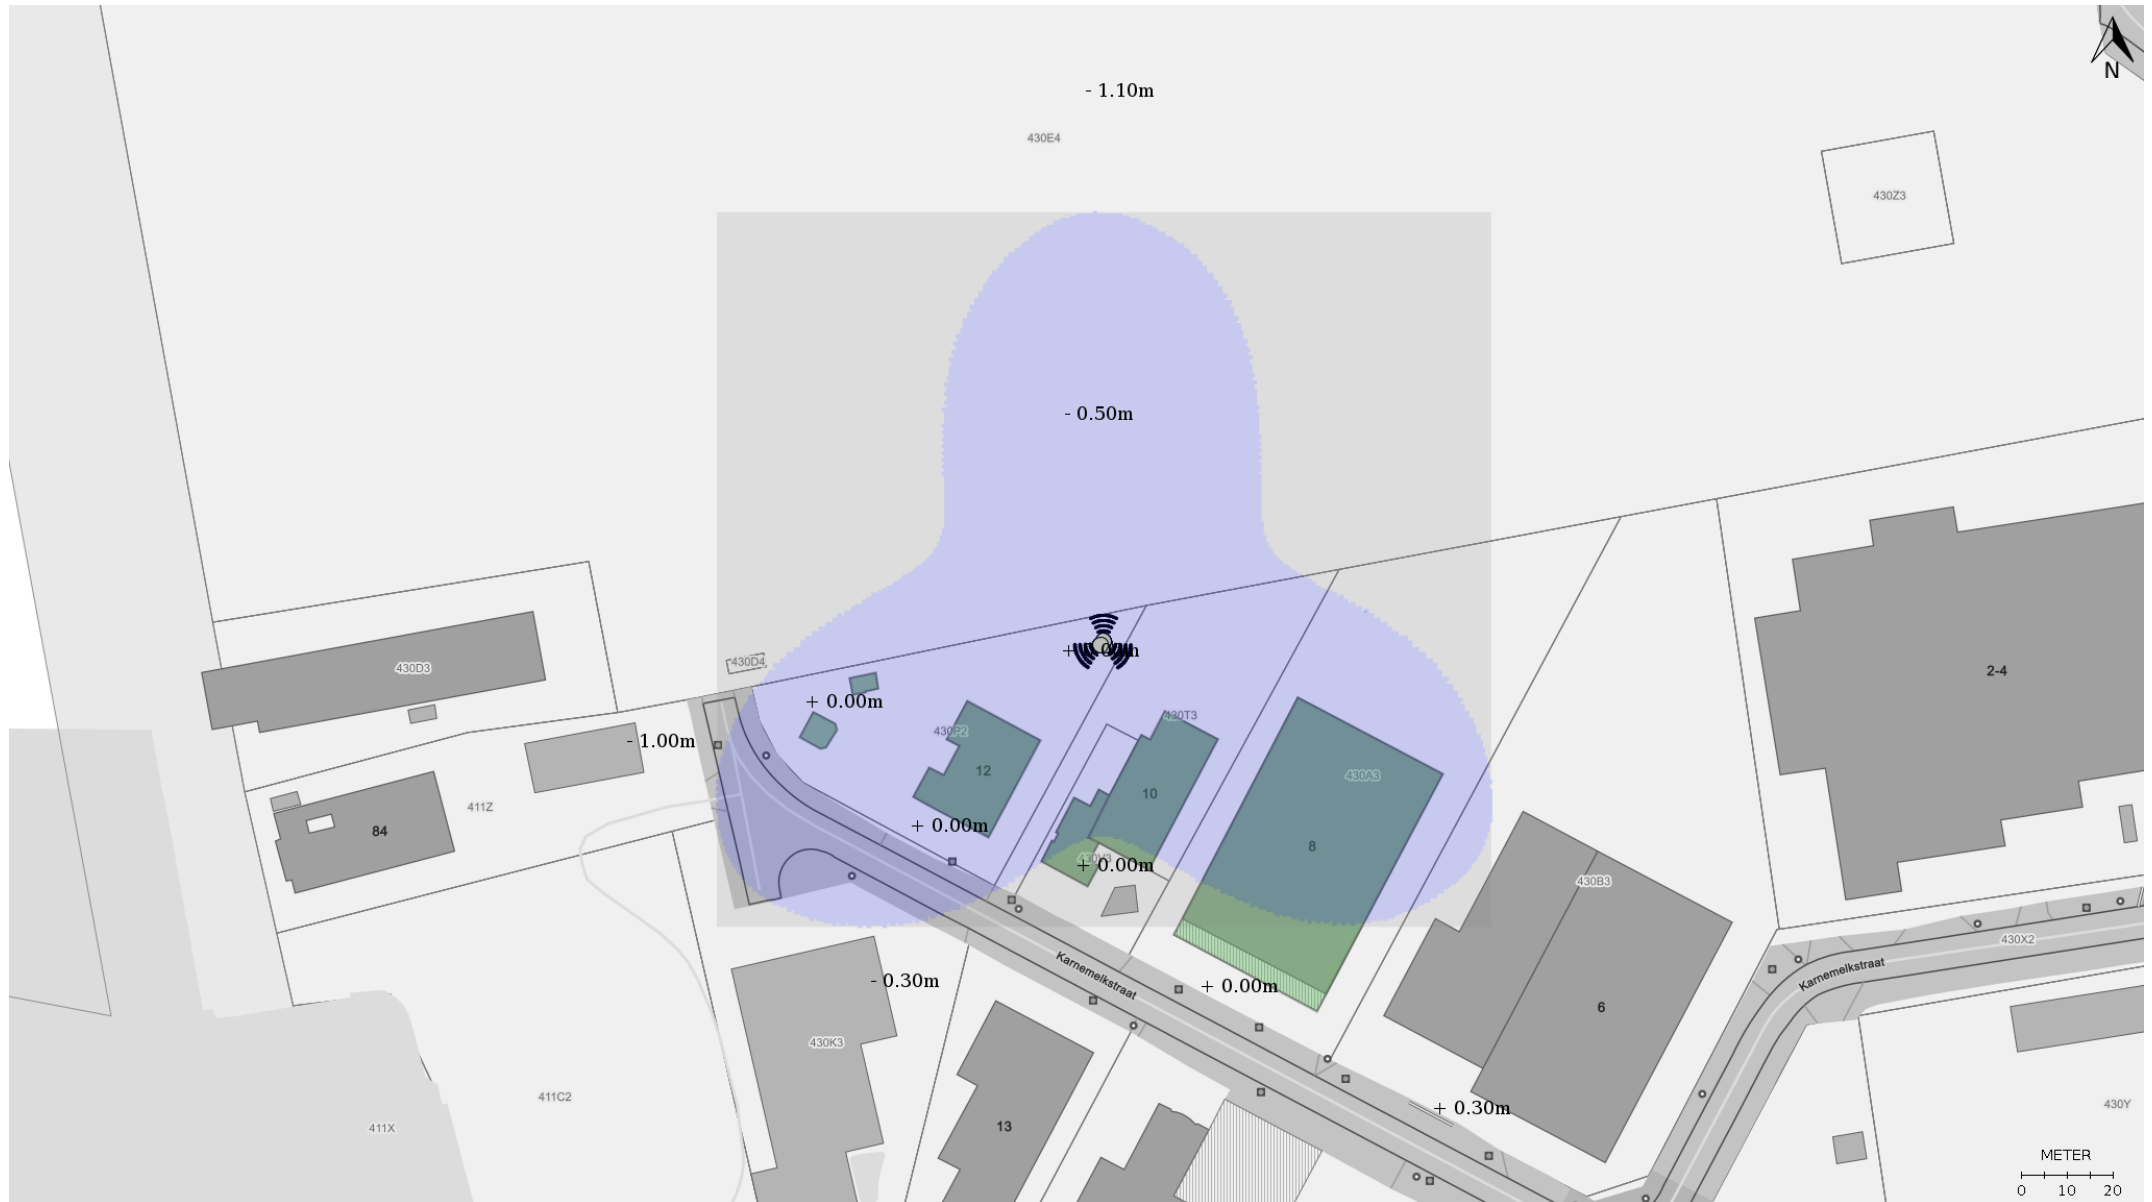 N
- 1.10m
430E4
430Z3
- 0.50m
430D4
430D3
2-4
+ 0.00m
430P2
430T3
- 1.00m
12
430A3
10
411Z
84
+ 0.00m
8
+ 0.00m
430B3
430X2
Karnemelkstraat
Karnemelkstraat
- 0.30m
+ 0.00m
6
430K3
411C2
411X
13
+ 0.30m
430Y
METER
0 10 20